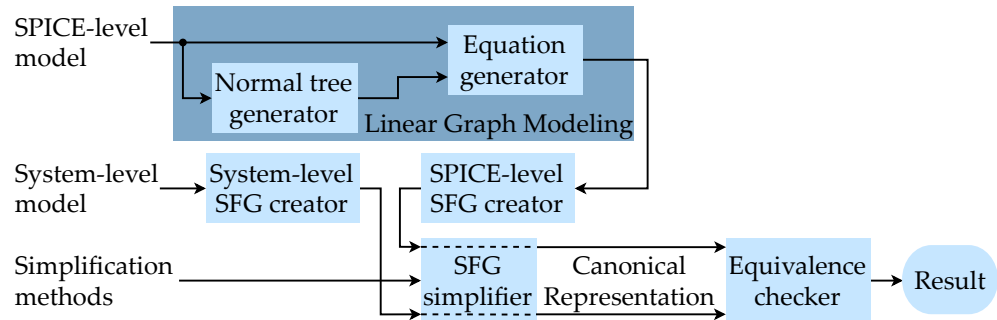 SPICE-level
model
Normal tree
generator
Equation
generator
Linear Graph Modeling
System-level
model
System-level
SFG creator
SPICE-level
SFG creator
Simplification
methods
SFG
simplifier
Canonical
Representation
Equivalence
checker
Result